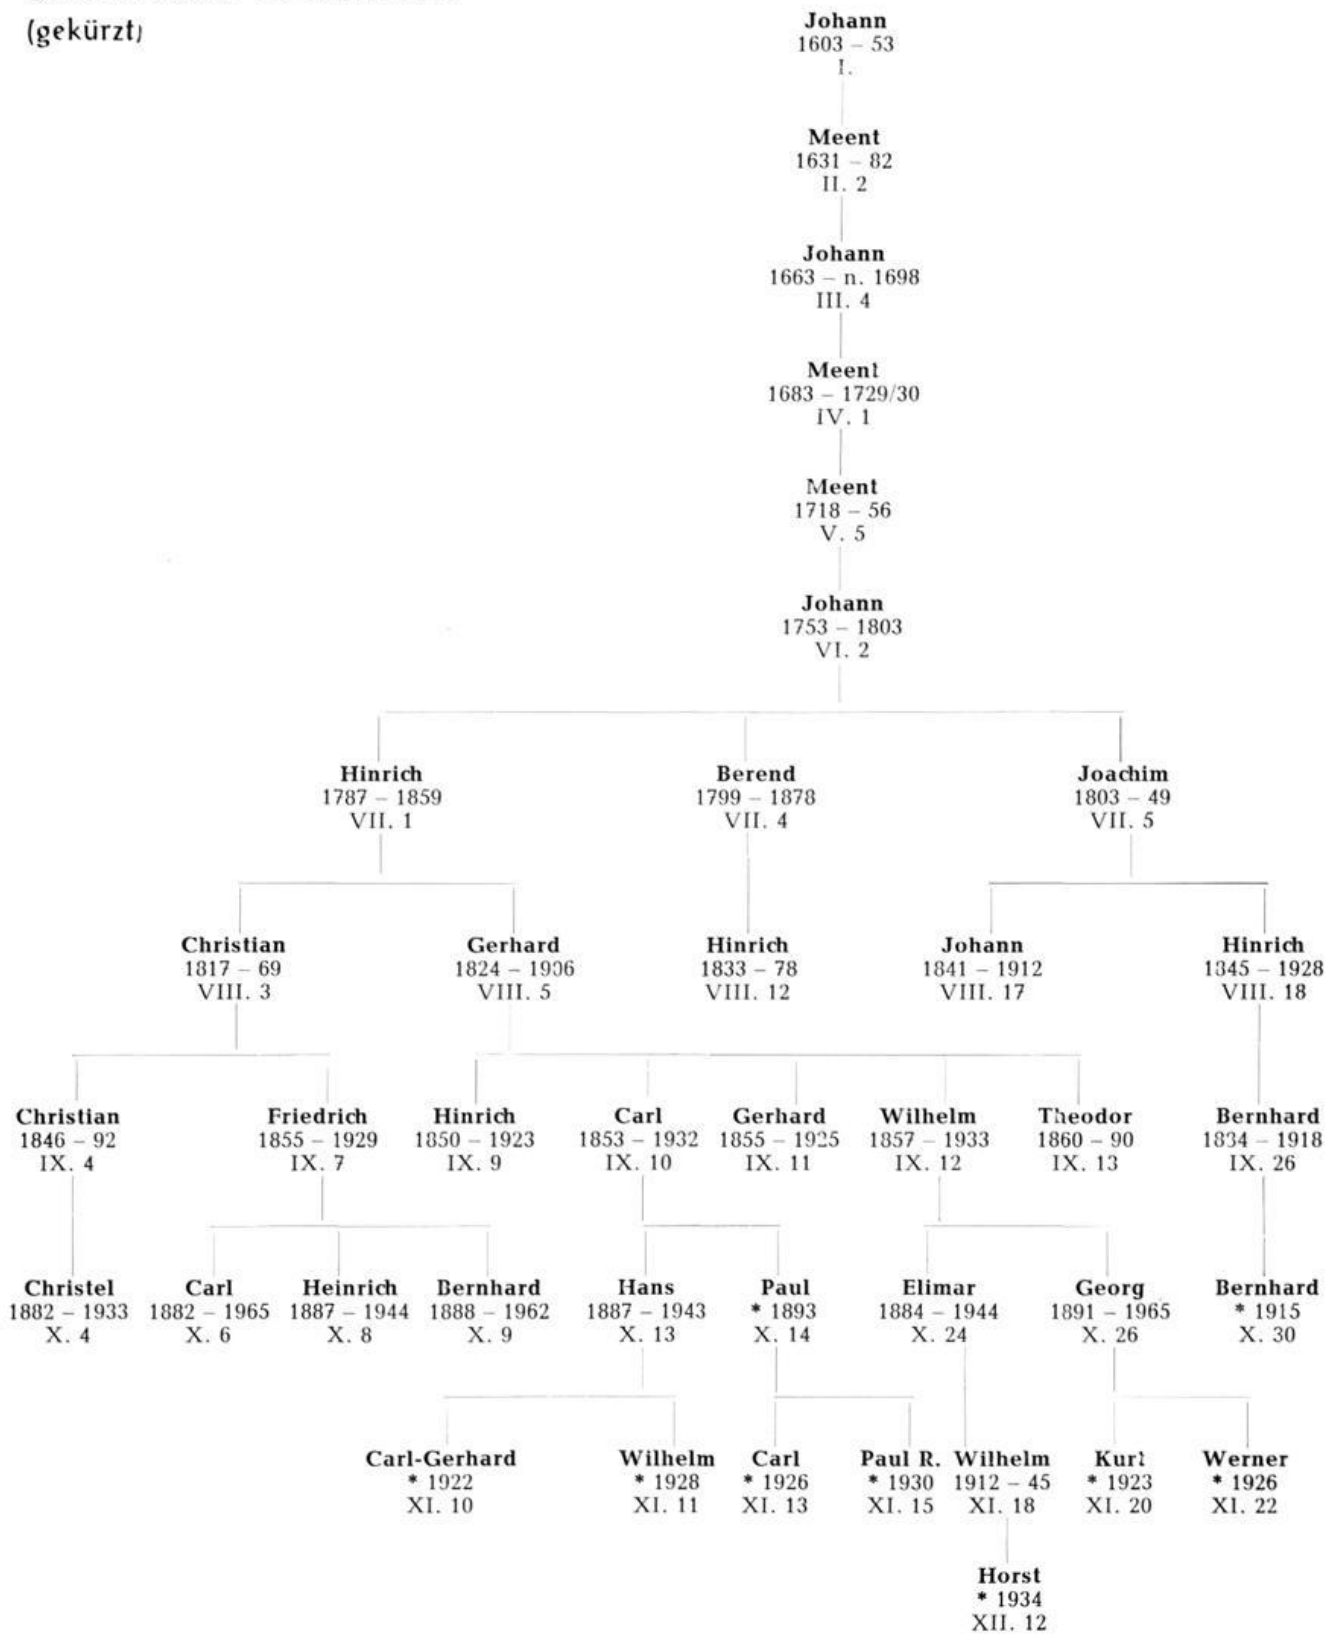 (gekürzt)
Johann
1603 – 53
I.
Meent
1631 – 82
II. 2
Johann
1663 – n. 1698
III. 4
Meent
1683 – 1729/30
IV. 1
Meent
1718 – 56
V. 5
Johann
1753 – 1803
VI. 2
Hinrich Berend Joachim
1787 – 1859 1799 – 1878 1803 – 49
VII. 1 VII. 4 VII. 5
Christian Gerhard Hinrich Johann Hinrich
1817 – 69 1824 – 1906 1833 – 78 1841 – 1912 1845 – 1928
VIII. 3 VIII. 5 VIII. 12 VIII. 17 VIII. 18
Christian Friedrich Hinrich Carl Gerhard Wilhelm Theodor Bernhard
1846 – 92 1855 – 1929 1850 – 1923 1853 – 1932 1855 – 1925 1857 – 1933 1860 – 90 1834 – 1918
IX. 4 IX. 7 IX. 9 IX. 10 IX. 11 IX. 12 IX. 13 IX. 26
Christel Carl Heinrich Bernhard Hans Paul Elimar Georg Bernhard
1882 – 1933 1882 – 1965 1887 – 1944 1888 – 1962 1887 – 1943 * 1893 1884 – 1944 1891 – 1965 * 1915
X. 4 X. 6 X. 8 X. 9 X. 13 X. 14 X. 24 X. 26 X. 30
Carl-Gerhard Wilhelm Carl Paul R. Wilhelm Kurt Werner
* 1922 * 1928 * 1926 * 1930 1912 – 45 * 1923 * 1926
XI. 10 XI. 11 XI. 13 XI. 15 XI. 18 XI. 20 XI. 22
Horst
* 1934
XII. 12